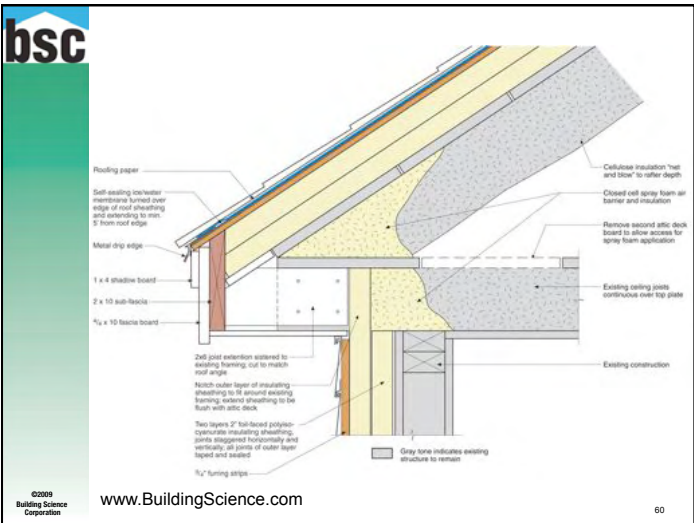 bsc
Roofing paper
Self-sealing ice/water
membrane turned over
edge of roof sheathing
and extending to min.
5' from roof edge
Metal drip edge
1 x 4 shadow board
2 x 10 sub-fascia
⁵/₄ x 10 fascia board
2x6 joist extention sistered to
existing framing, cut to match
roof angle
Notch outer layer of insulating
sheathing to fit around existing
framing; extend sheathing to be
flush with attic deck
Two layers 2" foil-faced polyiso-
cyanurate insulating sheathing,
joints staggered horizontally and
vertically; all joints of outer layer
taped and sealed
³/₄" furring strips
Cellulose insulation "net
and blow" to rafter depth
Closed cell spray foam air
barrier and insulation
Remove second attic deck
board to allow access for
spray foam application
Existing ceiling joists
continuous over top plate
Existing construction
Gray tone indicates existing
structure to remain
©2009
Building Science
Corporation
www.BuildingScience.com
60